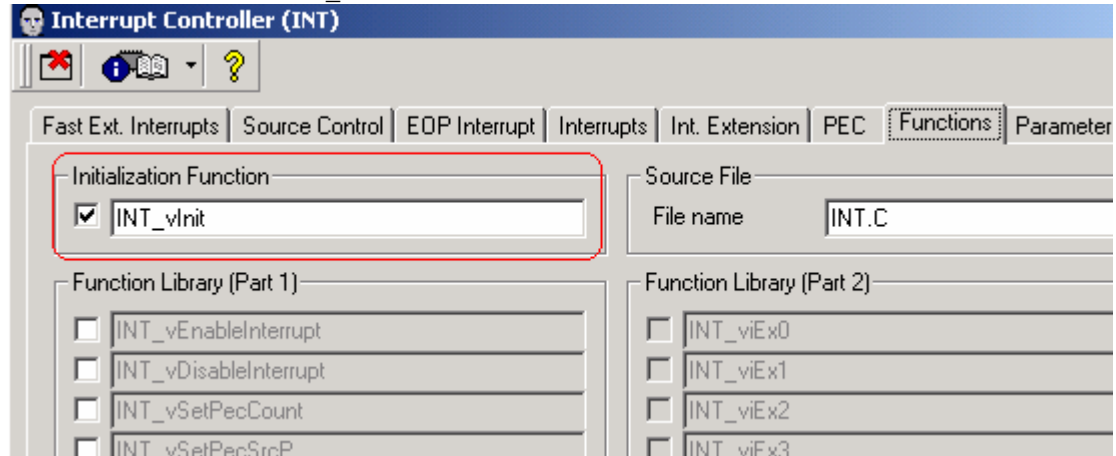 Interrupt Controller (INT)
Fast Ext. Interrupts Source Control EOP Interrupt Interrupts Int. Extension PEC Functions Parameter
Initialization Function
INT_vInit
Source File
File name INT.C
Function Library (Part 1)
INT_vEnableInterrupt
INT_vDisableInterrupt
INT_vSetPecCount
INT_vSetPecSrcP
Function Library (Part 2)
INT_viEx0
INT_viEx1
INT_viEx2
INT_viEx3